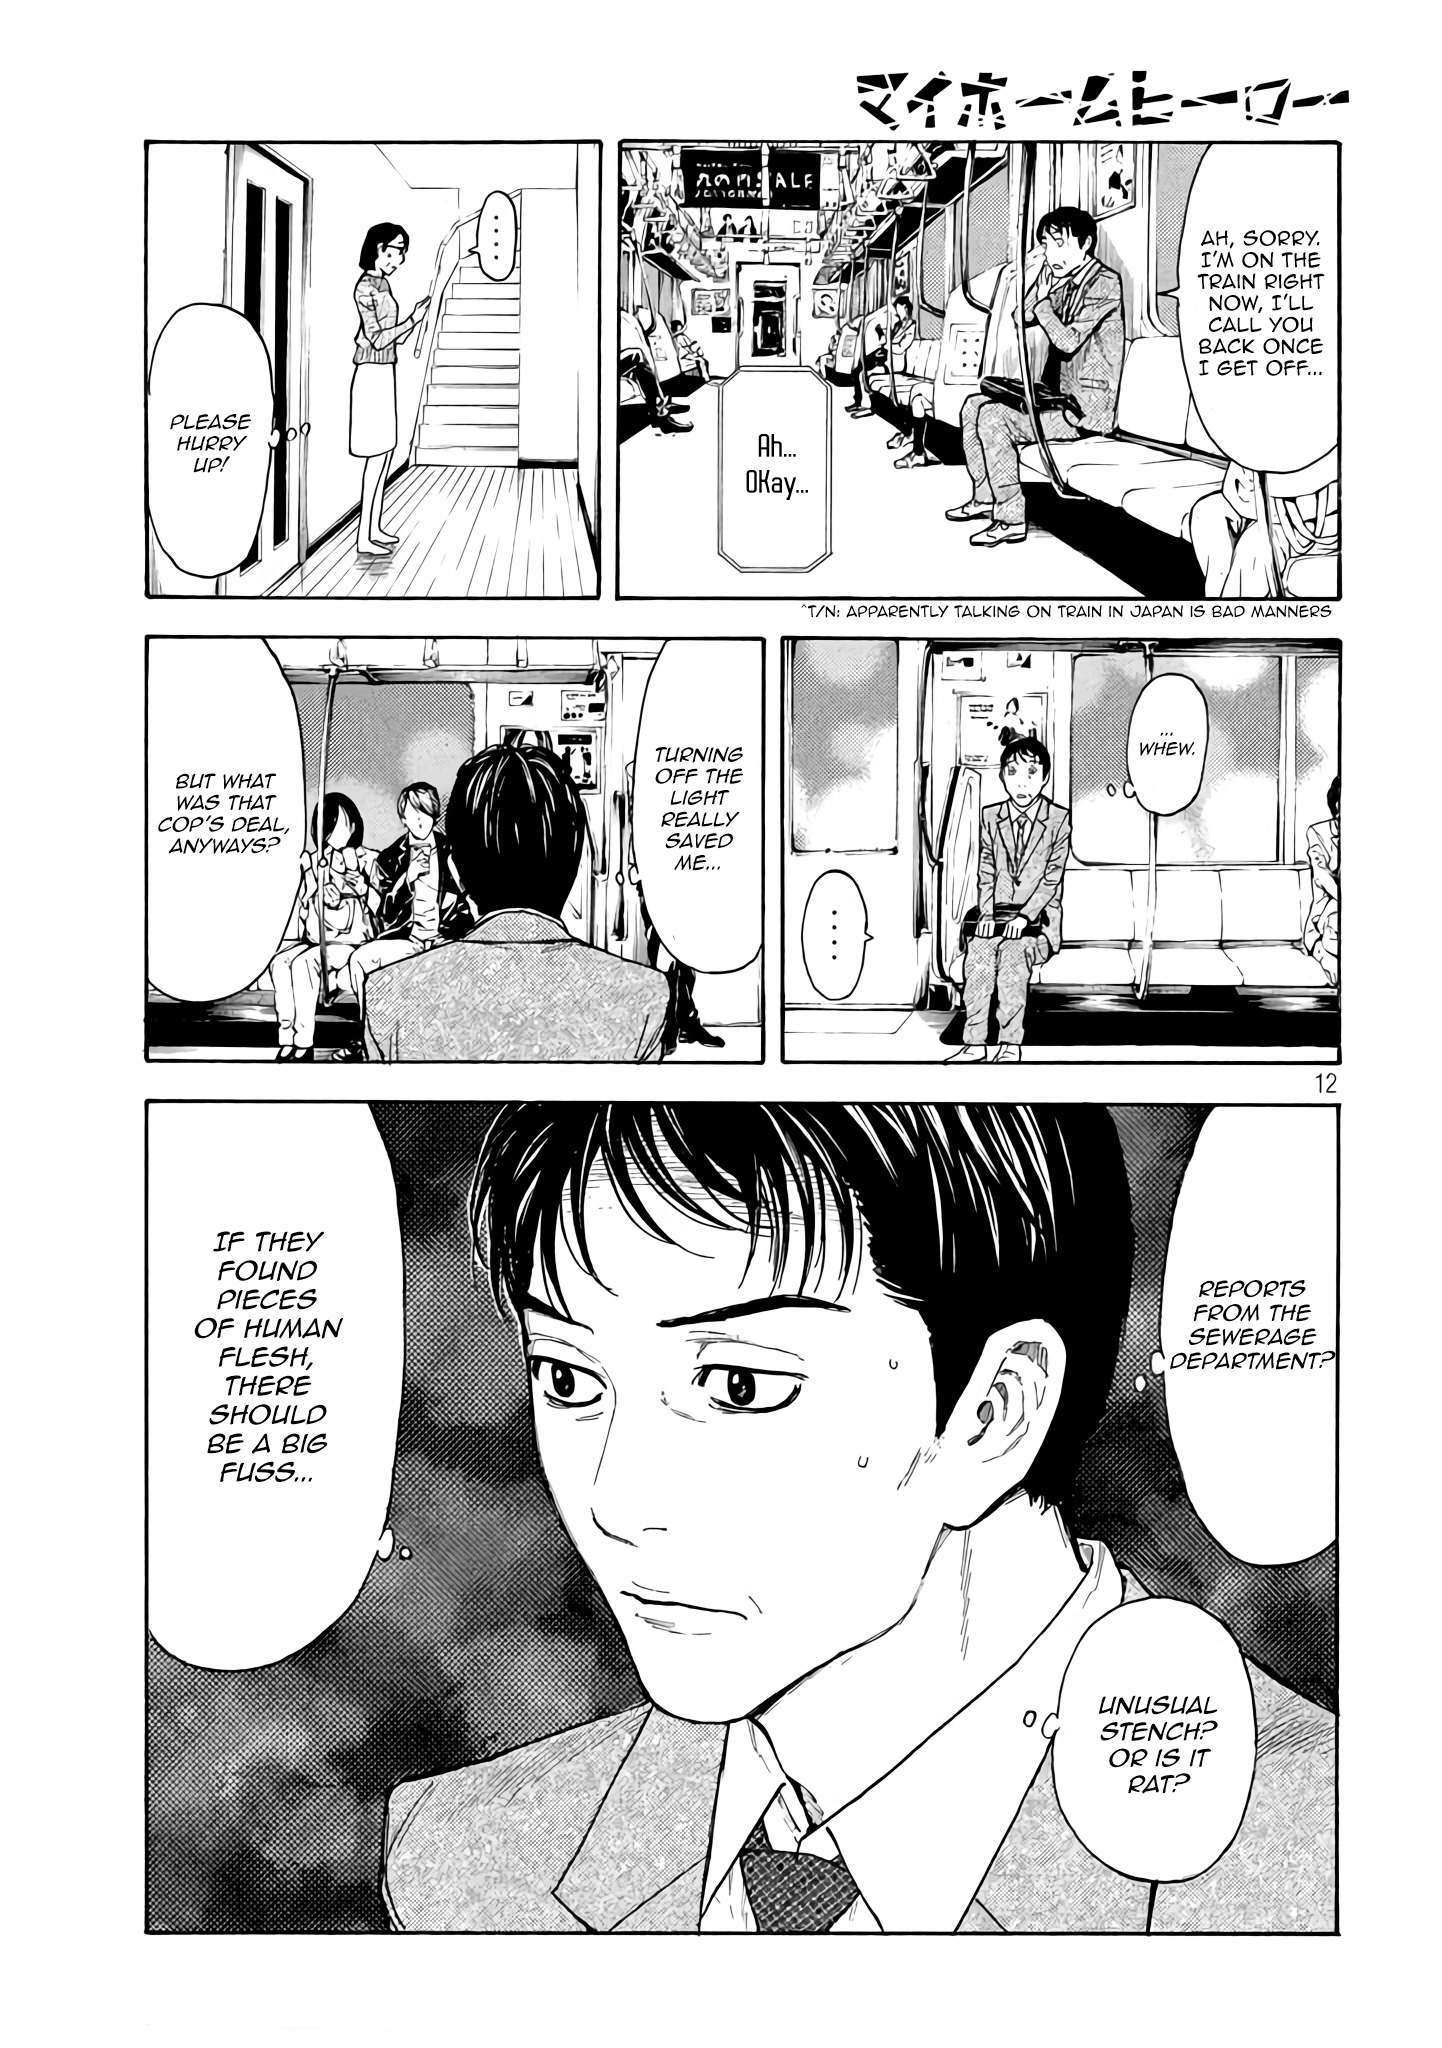 マイホームヒーロー
AH, SORRY.
I'M ON THE
TRAIN RIGHT
NOW, I'LL
CALL YOU
BACK ONCE
I GET OFF...
Ah...
OKay...
^T/N: APPARENTLY TALKING ON TRAIN IN JAPAN IS BAD MANNERS
....
PLEASE
HURRY
UP!
...
WHEW.
....
TURNING
OFF THE
LIGHT
REALLY
SAVED
ME...
BUT WHAT
WAS THAT
COP'S DEAL,
ANYWAYS?
12
REPORTS
FROM THE
SEWERAGE
DEPARTMENT?
UNUSUAL
STENCH?
OR IS IT
RAT?
IF THEY
FOUND
PIECES
OF HUMAN
FLESH,
THERE
SHOULD
BE A BIG
FUSS...